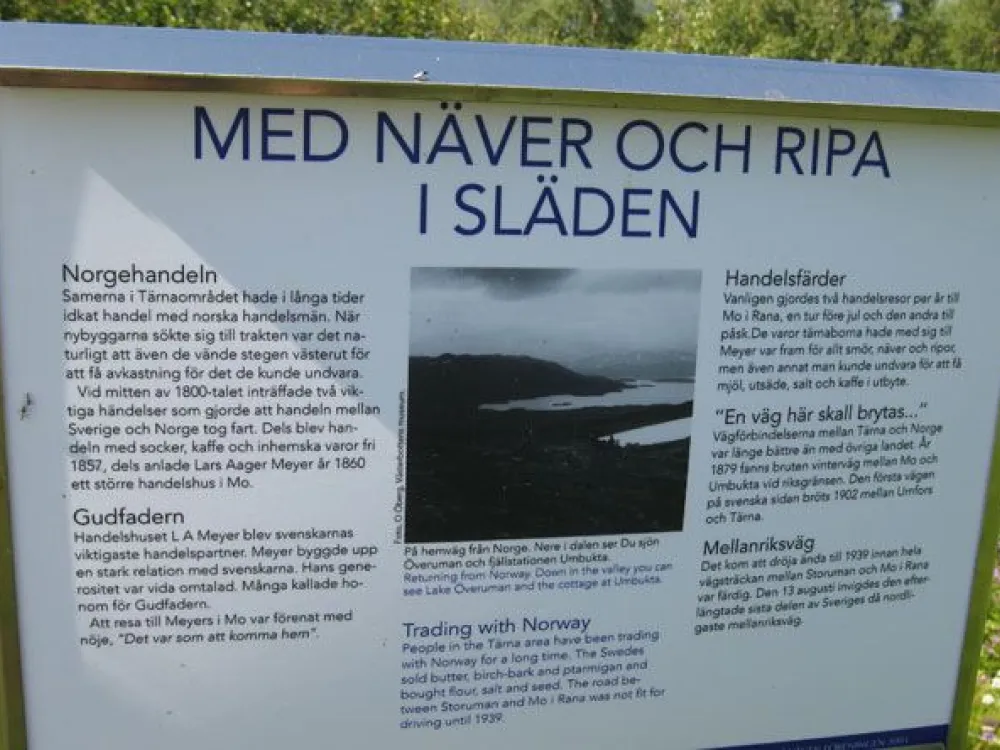 MED NÄVER OCH RIPA
I SLÄDEN
Norgehandeln
Samerna i Tärnaområdet hade i långa tider
idkat handel med norska handelsmän. När
nybyggarna sökte sig till trakten var det na-
turligt att även de vände stegen västerut för
att få avkastning för det de kunde undvara.
Vid mitten av 1800-talet inträffade två vik-
tiga händelser som gjorde att handeln mellan
Sverige och Norge tog fart. Dels blev han-
deln med socker, kaffe och inhemska varor fri
1857, dels anlade Lars Aager Meyer år 1860
ett större handelshus i Mo.
Gudfadern
Handelshuset L A Meyer blev svenskarnas
viktigaste handelspartner. Meyer byggde upp
en stark relation med svenskarna. Hans gene-
rositet var vida omtalad. Många kallade ho-
nom för Gudfadern.
Att resa till Meyers i Mo var förenat med
nöje, "Det var som att komma hem".
Foto, O Öberg, Västerbottens museum.
På hemväg från Norge. Nere i dalen ser Du sjön
Överuman och fjällstationen Umbukta.
Returning from Norway. Down in the valley you can
see Lake Överuman and the cottage at Umbukta.
Trading with Norway
People in the Tärna area have been trading
with Norway for a long time. The Swedes
sold butter, birch-bark and ptarmigan and
bought flour, salt and seed. The road be-
tween Storuman and Mo i Rana was not fit for
driving until 1939.
Handelsfärder
Vanligen gjordes två handelsresor per år till
Mo i Rana, en tur före jul och den andra till
påsk. De varor tärnaborna hade med sig till
Meyer var fram för allt smör, näver och ripor,
men även annat man kunde undvara för att få
mjöl, utsäde, salt och kaffe i utbyte.
"En väg här skall brytas..."
Vägförbindelserna mellan Tärna och Norge
var länge bättre än med övriga landet. År
1879 fanns bruten vinterväg mellan Mo och
Umbukta vid riksgränsen. Den första vägen
på svenska sidan bröts 1902 mellan Umfors
och Tärna.
Mellanriksväg
Det kom att dröja ända till 1939 innan hela
vägsträckan mellan Storuman och Mo i Rana
var färdig. Den 13 augusti invigdes den efter-
längtade sista delen av Sveriges då nordli-
gaste mellanriksväg.